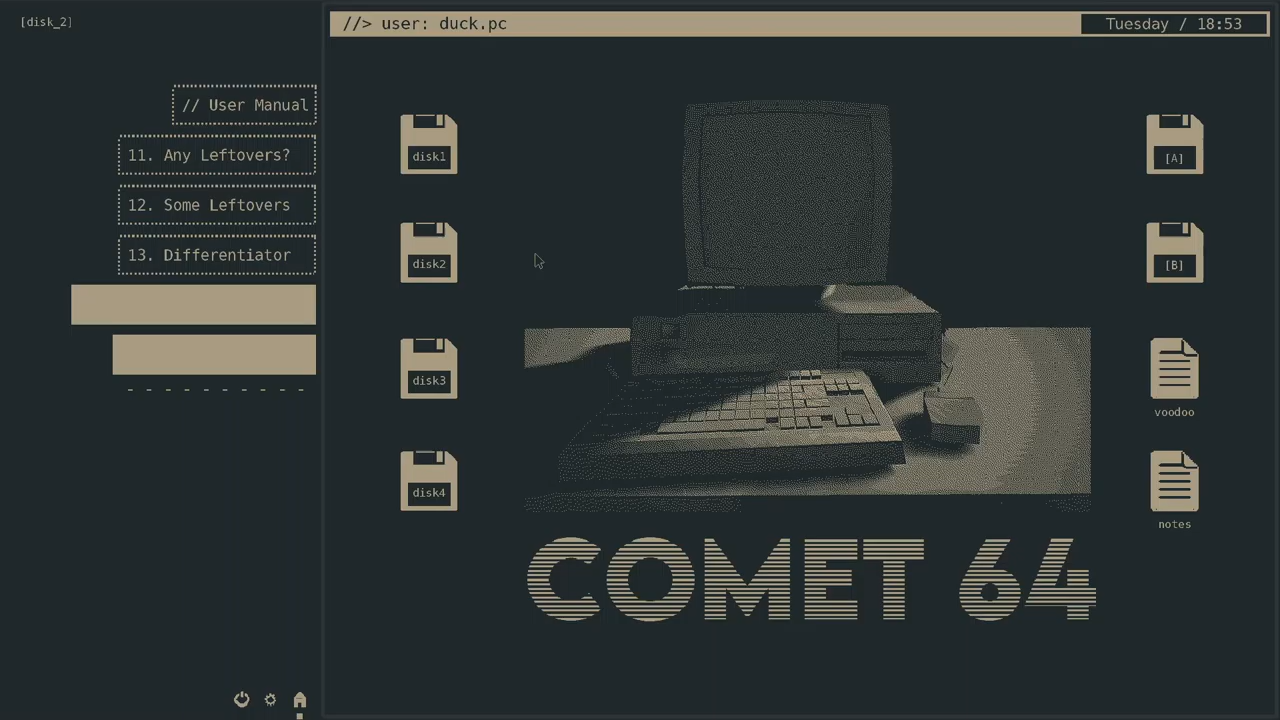 [disk_2]
//> user: duck.pc
Tuesday / 18:53
// User Manual
11. Any Leftovers?
12. Some Leftovers
13. Differentiator
- - - - - - - - - -
disk1
disk2
disk3
disk4
[A]
[B]
voodoo
notes
COMET 64